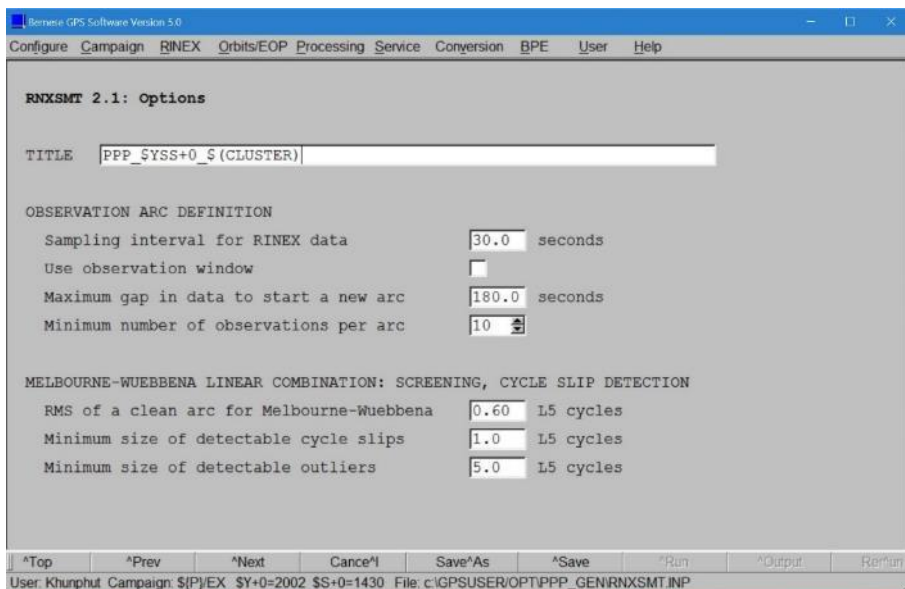 Bernese GPS Software Version 5.0
Configure Campaign RINEX Orbits/EOP Processing Service Conversion BPE User Help
RNXSMT 2.1: Options
TITLE PPP_$YSS+0_$(CLUSTER)
OBSERVATION ARC DEFINITION
Sampling interval for RINEX data 30.0 seconds
Use observation window
Maximum gap in data to start a new arc 180.0 seconds
Minimum number of observations per arc 10
MELBOURNE-WUEBBENA LINEAR COMBINATION: SCREENING, CYCLE SLIP DETECTION
RMS of a clean arc for Melbourne-Wuebbena 0.60 L5 cycles
Minimum size of detectable cycle slips 1.0 L5 cycles
Minimum size of detectable outliers 5.0 L5 cycles
^Top ^Prev ^Next Cance^l Save^As ^Save ^Run ^Output Rer^un
User: Khunphut Campaign: ${P}/EX $Y+0=2002 $S+0=1430 File: c:\GPSUSER/OPT\PPP_GEN\RNXSMT.INP